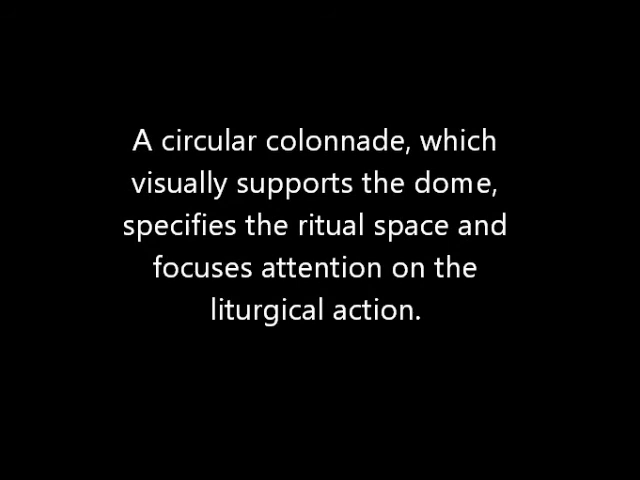 A circular colonnade, which
visually supports the dome,
specifies the ritual space and
focuses attention on the
liturgical action.